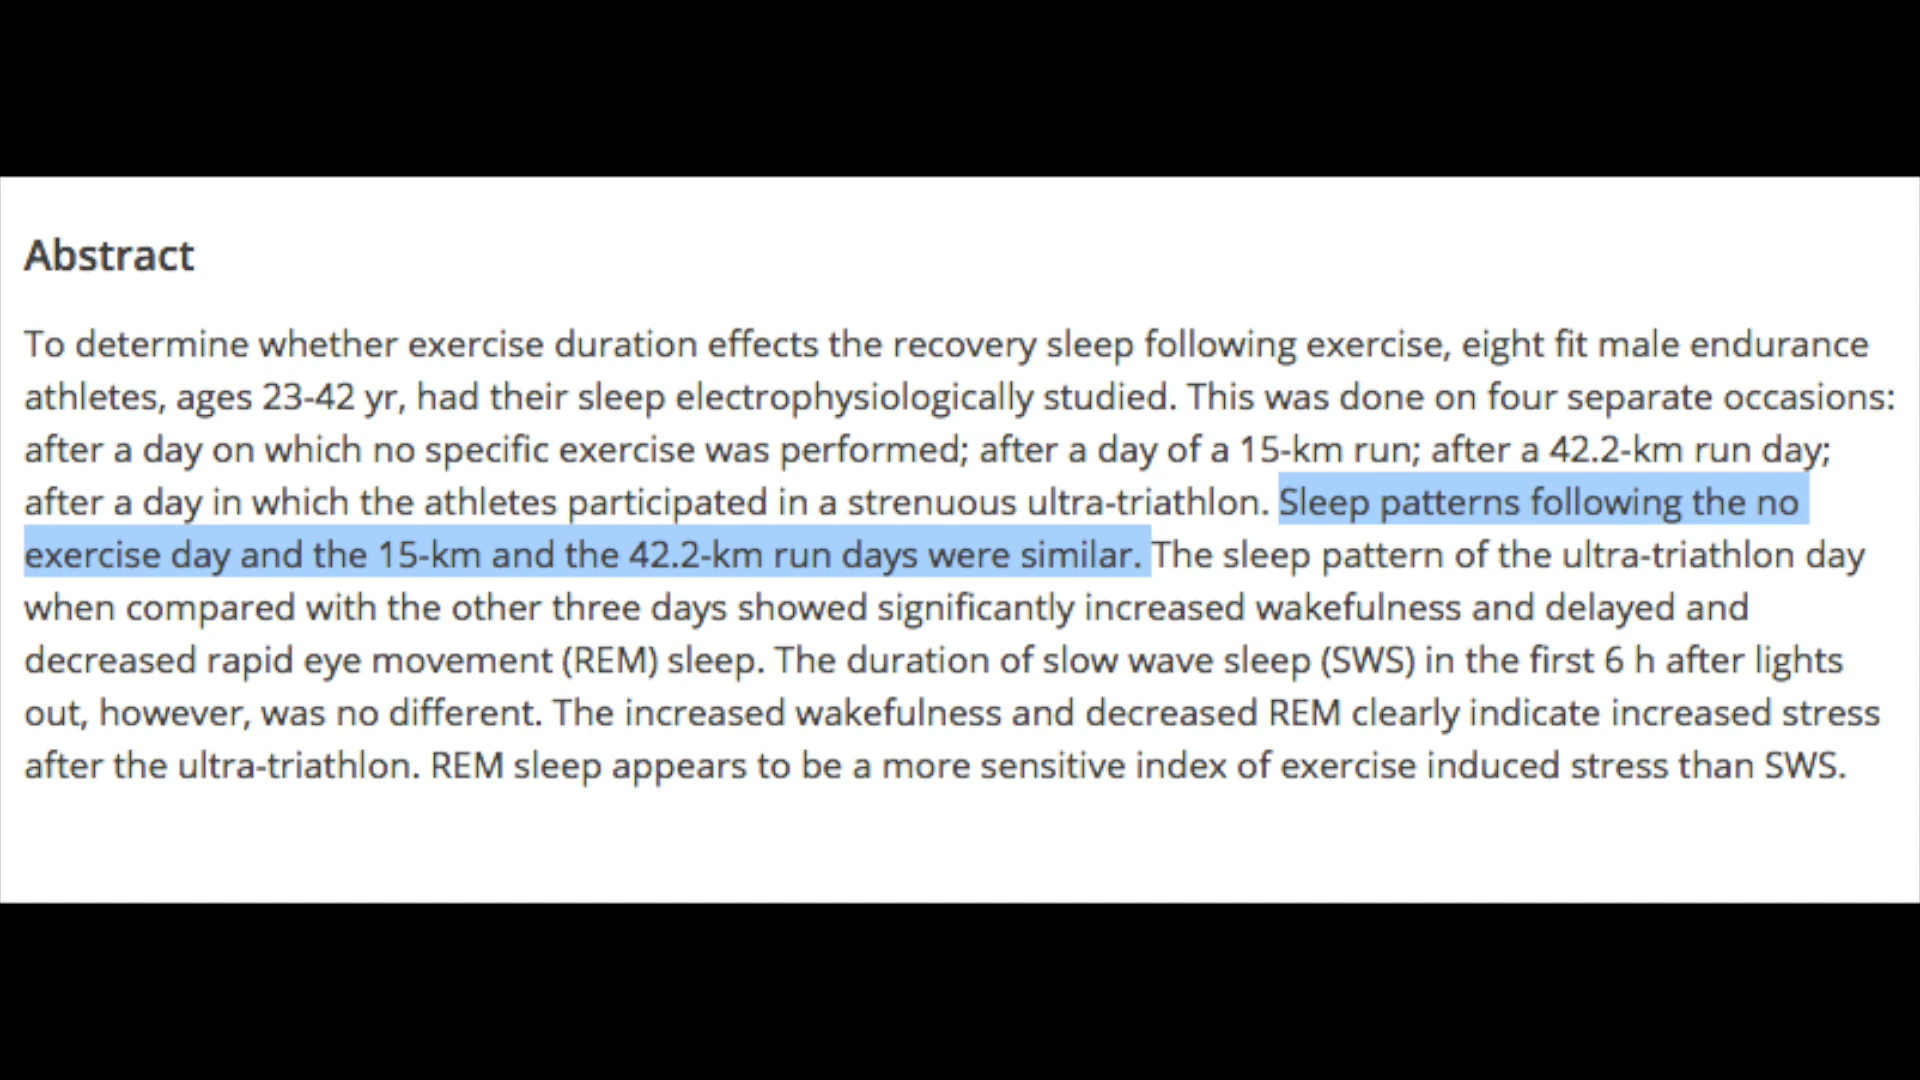 Abstract
To determine whether exercise duration effects the recovery sleep following exercise, eight fit male endurance
athletes, ages 23-42 yr, had their sleep electrophysiologically studied. This was done on four separate occasions:
after a day on which no specific exercise was performed; after a day of a 15-km run; after a 42.2-km run day;
after a day in which the athletes participated in a strenuous ultra-triathlon. Sleep patterns following the no
exercise day and the 15-km and the 42.2-km run days were similar. The sleep pattern of the ultra-triathlon day
when compared with the other three days showed significantly increased wakefulness and delayed and
decreased rapid eye movement (REM) sleep. The duration of slow wave sleep (SWS) in the first 6 h after lights
out, however, was no different. The increased wakefulness and decreased REM clearly indicate increased stress
after the ultra-triathlon. REM sleep appears to be a more sensitive index of exercise induced stress than SWS.